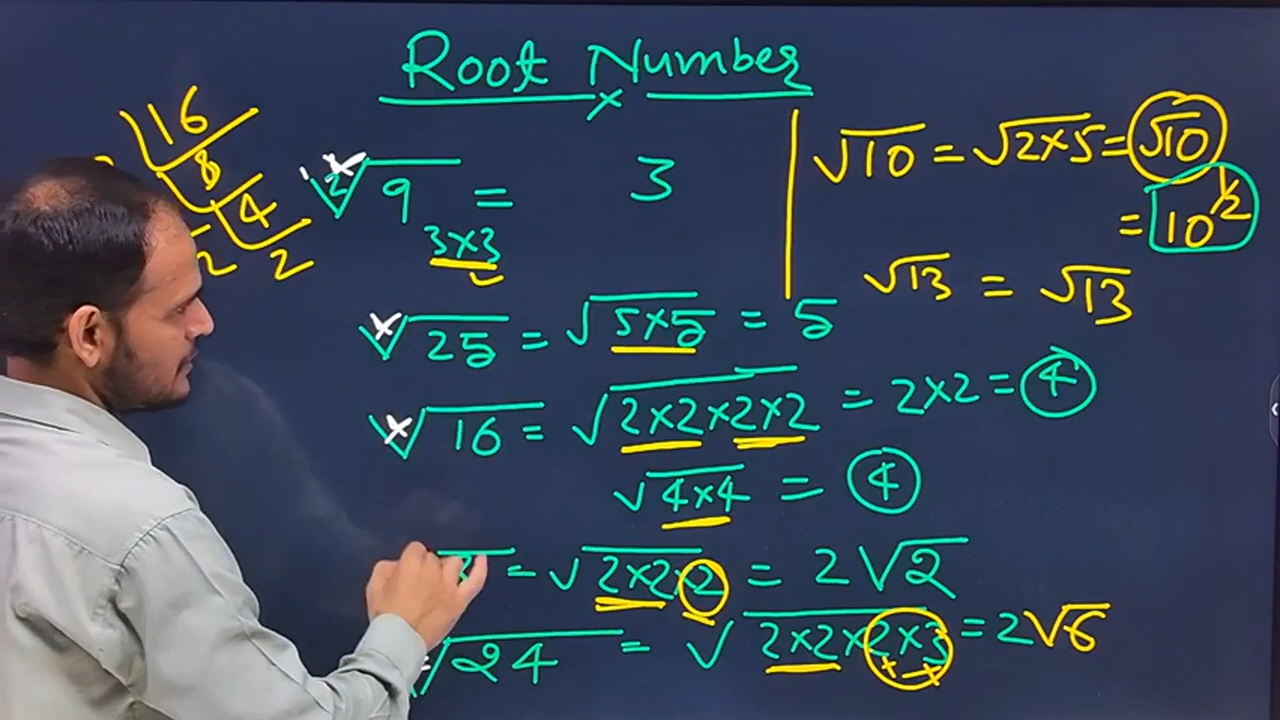 Root Number
16
8
4
2 2
²√9 = 3
3×3
√25 = √5×5 = 5
√16 = √2×2×2×2 = 2×2 = 4
√4×4 = 4
= √2×2×2 = 2√2
√24 = √2×2×2×3 = 2√6
√10 = √2×5 = √10
= 10^1/2
√13 = √13